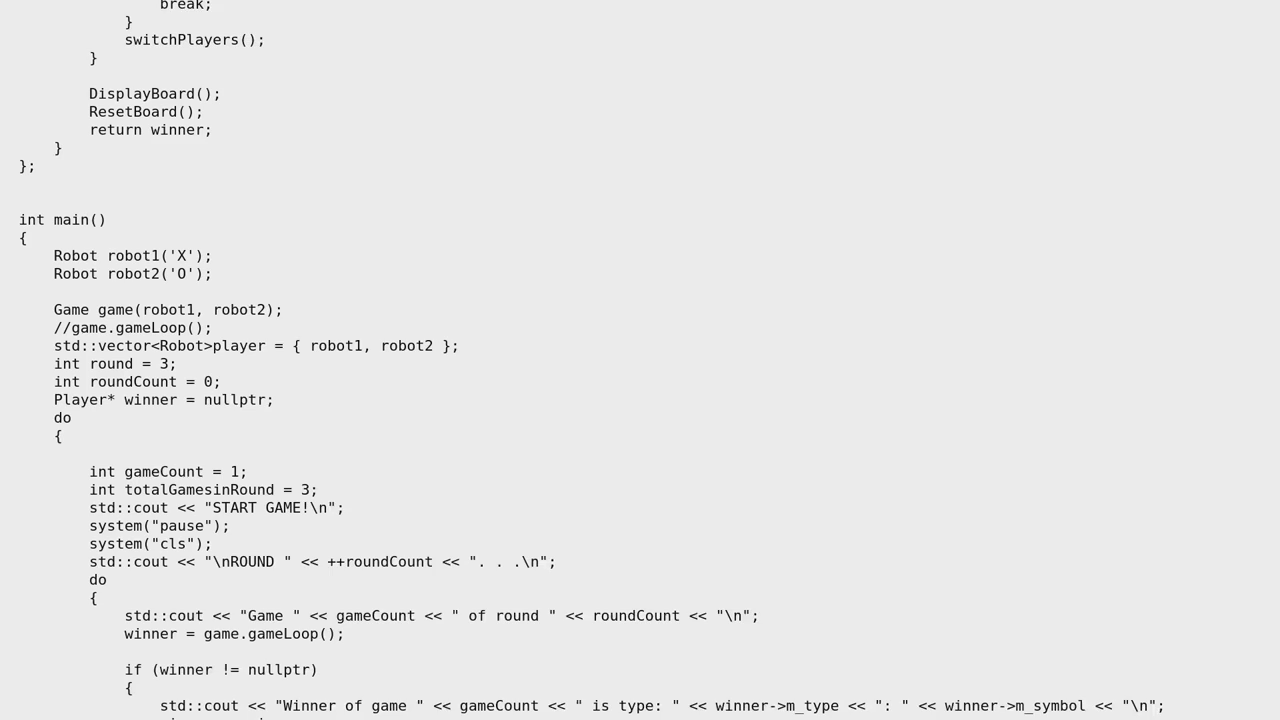 break;
}
switchPlayers();
}
DisplayBoard();
ResetBoard();
return winner;
}
};
int main()
{
Robot robot1('X');
Robot robot2('O');
Game game(robot1, robot2);
//game.gameLoop();
std::vector<Robot>player = { robot1, robot2 };
int round = 3;
int roundCount = 0;
Player* winner = nullptr;
do
{
int gameCount = 1;
int totalGamesinRound = 3;
std::cout << "START GAME!\n";
system("pause");
system("cls");
std::cout << "\nROUND " << ++roundCount << ". . .\n";
do
{
std::cout << "Game " << gameCount << " of round " << roundCount << "\n";
winner = game.gameLoop();
if (winner != nullptr)
{
std::cout << "Winner of game " << gameCount << " is type: " << winner->m_type << ": " << winner->m_symbol << "\n";